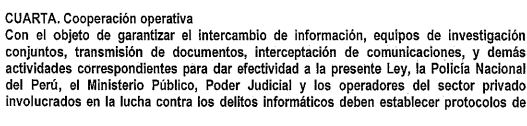 CUARTA. Cooperación operativa
Con el objeto de garantizar el intercambio de información, equipos de investigación
conjuntos, transmisión de documentos, interceptación de comunicaciones, y demás
actividades correspondientes para dar efectividad a la presente Ley, la Policía Nacional
del Perú, el Ministerio Público, Poder Judicial y los operadores del sector privado
involucrados en la lucha contra los delitos informáticos deben establecer protocolos de